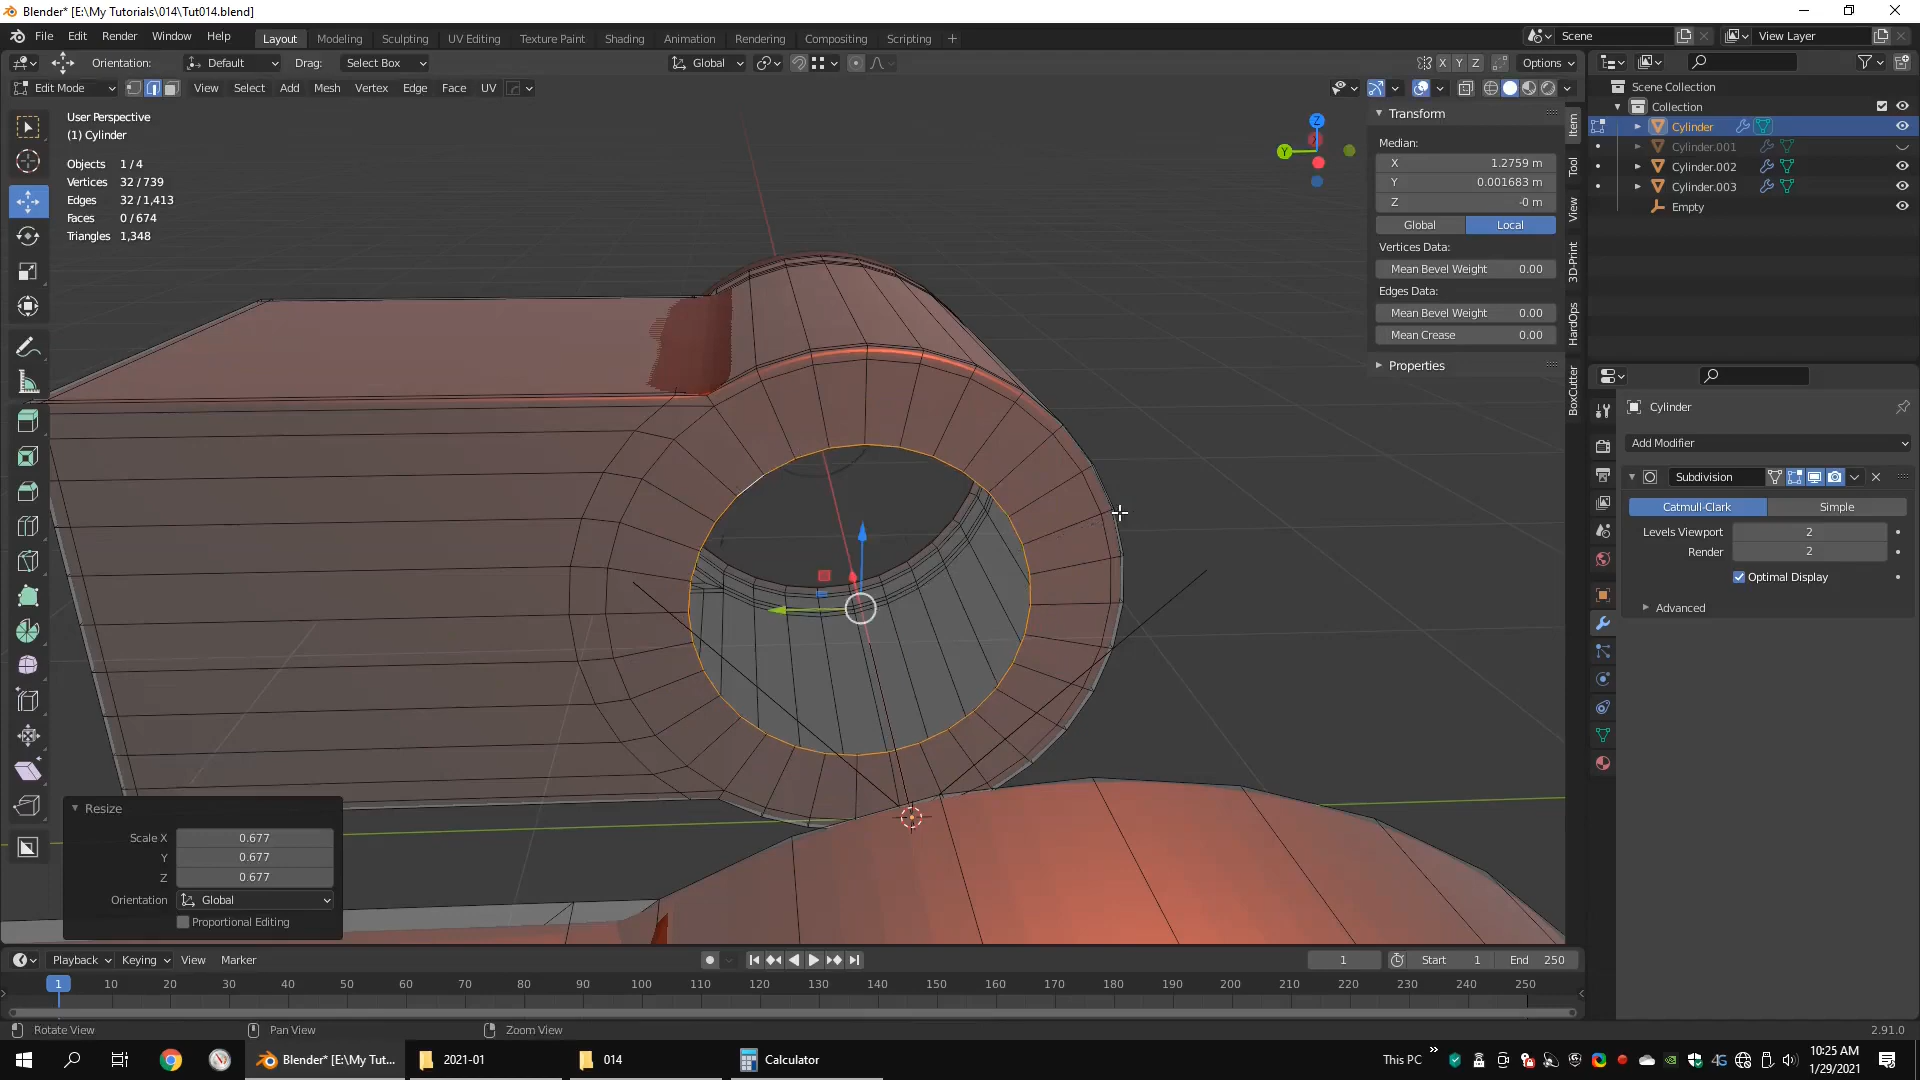 Blender* [E:\My Tutorials\014\Tut014.blend]
File Edit Render Window Help Layout Modeling Sculpting UV Editing Texture Paint Shading Animation Rendering Compositing Scripting + Scene View Layer
Orientation: Default Drag: Select Box Global X Y Z Options
Edit Mode View Select Add Mesh Vertex Edge Face UV
User Perspective
(1) Cylinder
Objects 1 / 4
Vertices 32 / 739
Edges 32 / 1,413
Faces 0 / 674
Triangles 1,348
Z
Y
Transform
Median:
X 1.2759 m
Y 0.001683 m
Z -0 m
Global Local
Vertices Data:
Mean Bevel Weight 0.00
Edges Data:
Mean Bevel Weight 0.00
Mean Crease 0.00
Properties
Item
Tool
View
3D-Print
HardOps
BoxCutter
Scene Collection
Collection
Cylinder
Cylinder.001
Cylinder.002
Cylinder.003
Empty
Cylinder
Add Modifier
Subdivision
Catmull-Clark Simple
Levels Viewport 2
Render 2
Optimal Display
Advanced
Resize
Scale X 0.677
Y 0.677
Z 0.677
Orientation Global
Proportional Editing
Playback Keying View Marker 1 Start 1 End 250
1 10 20 30 40 50 60 70 80 90 100 110 120 130 140 150 160 170 180 190 200 210 220 230 240 250
Rotate View Pan View Zoom View 2.91.0
Blender* [E:\My Tut... 2021-01 014 Calculator This PC 4G 10:25 AM
1/29/2021